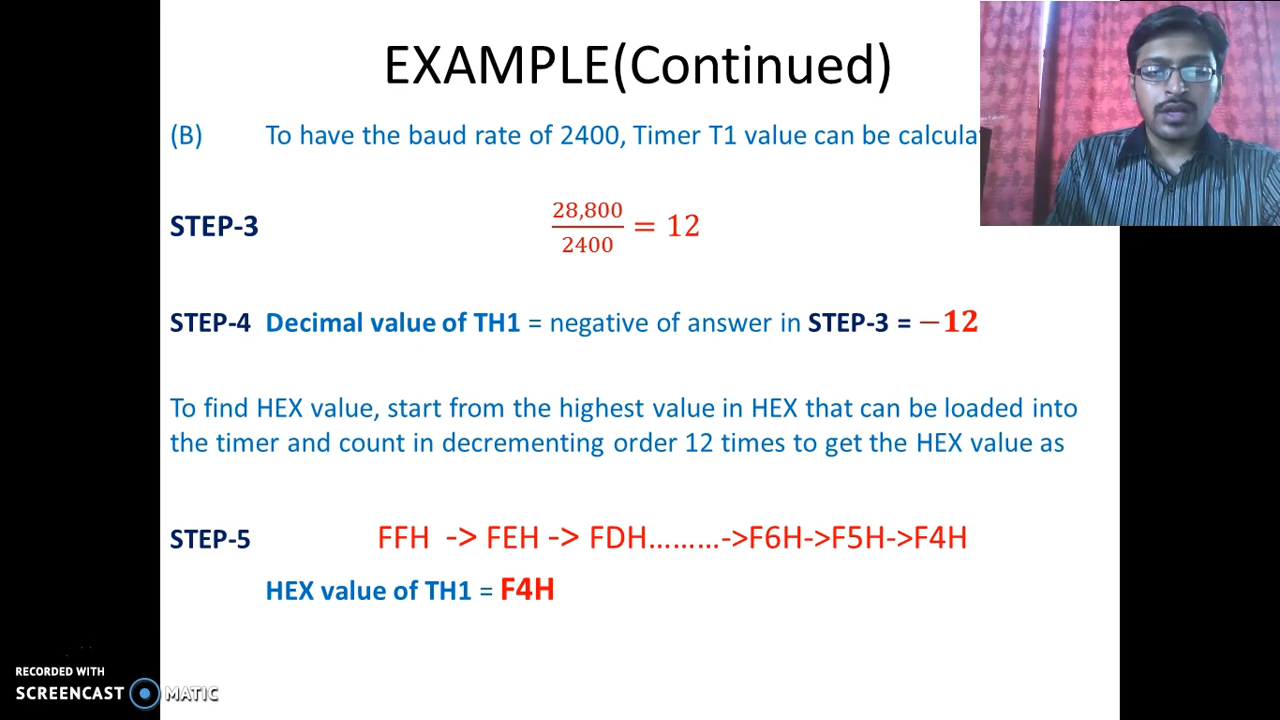 EXAMPLE(Continued)
(B) To have the baud rate of 2400, Timer T1 value can be
STEP-3 28,800 / 2400 = 12
STEP-4 Decimal value of TH1 = negative of answer in STEP-3 = −12
To find HEX value, start from the highest value in HEX that can be loaded into
the timer and count in decrementing order 12 times to get the HEX value as
STEP-5 FFH -> FEH -> FDH.........->F6H->F5H->F4H
HEX value of TH1 = F4H
RECORDED WITH
SCREENCAST MATIC